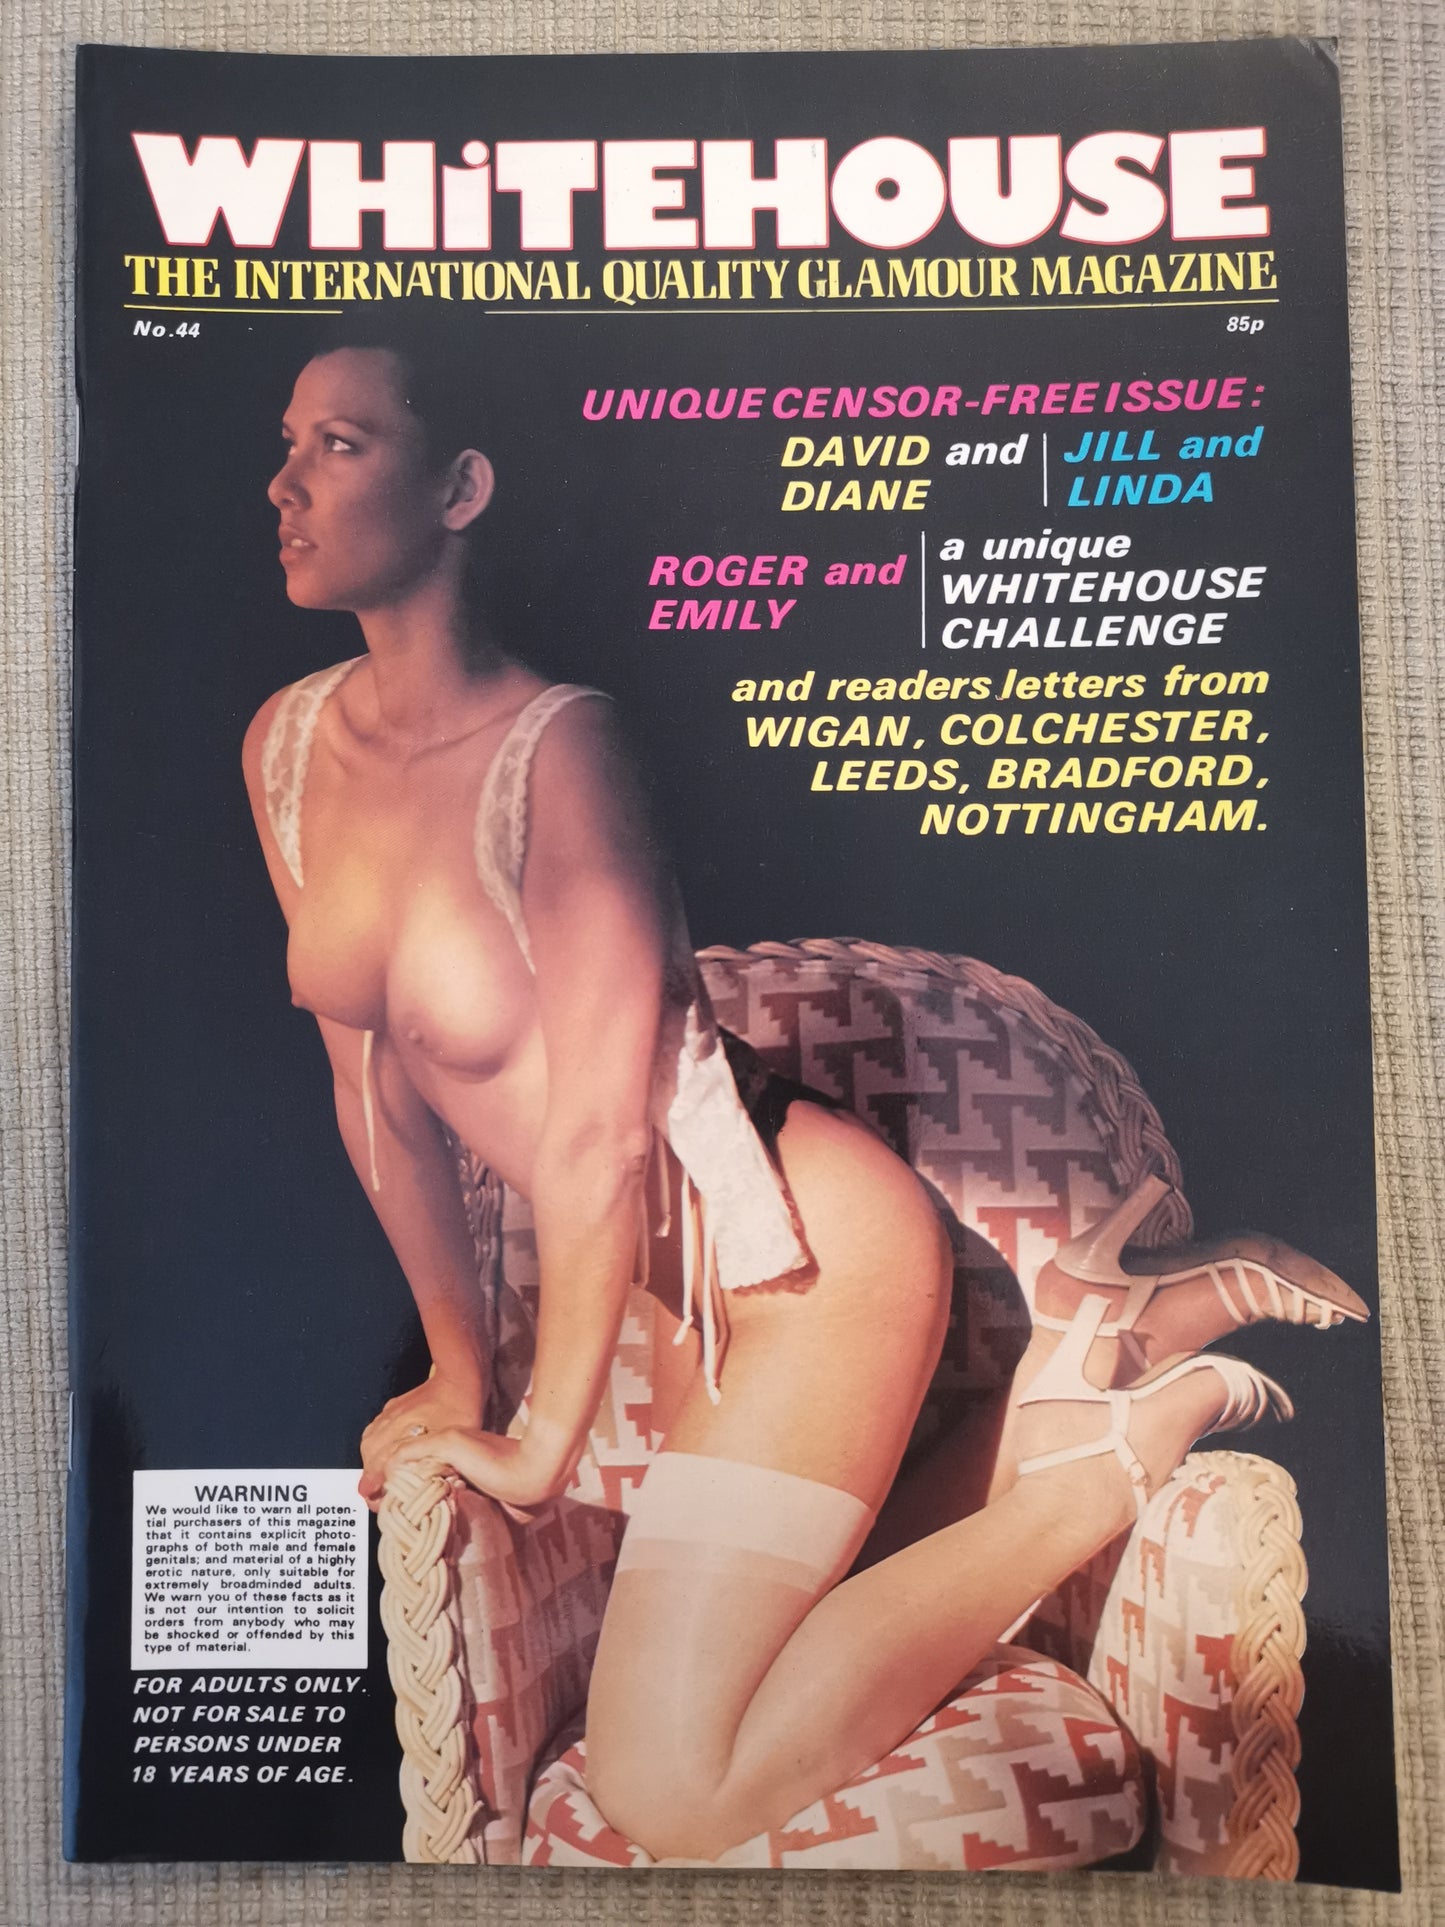 WHiTEHOUSE
THE INTERNATIONAL QUALITY GLAMOUR MAGAZINE
No.44
85p
UNIQUE CENSOR-FREE ISSUE:
DAVID and
DIANE
JILL and
LINDA
ROGER and
EMILY
a unique
WHITEHOUSE
CHALLENGE
and readers letters from
WIGAN, COLCHESTER,
LEEDS, BRADFORD,
NOTTINGHAM.
WARNING
We would like to warn all poten-
tial purchasers of this magazine
that it contains explicit photo-
graphs of both male and female
genitals; and material of a highly
erotic nature, only suitable for
extremely broadminded adults.
We warn you of these facts as it
is not our intention to solicit
orders from anybody who may
be shocked or offended by this
type of material.
FOR ADULTS ONLY.
NOT FOR SALE TO
PERSONS UNDER
18 YEARS OF AGE.